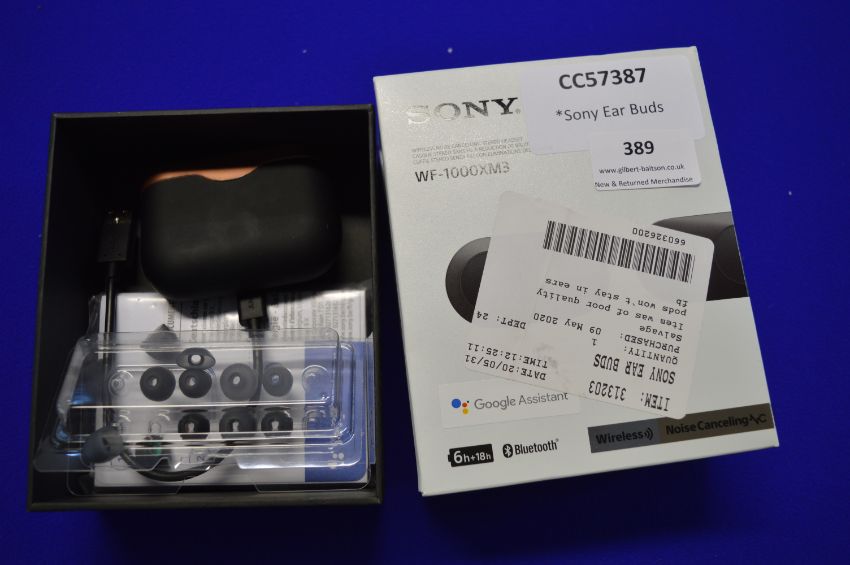 SONY
CC57387
*Sony Ear Buds
389
www.gilbert-baitson.co.uk
New & Returned Merchandise
WF-1000XM3
ITEM: 313203
SONY EAR BUDS
QUANTITY: 1
PURCHASED: 09 May 2020
DEPT: 24
DATE:20/05/31
TIME:12:25:11
Salvage
Item was of poor quality
fb
pods won't stay in ears
660326200
Google Assistant
6h+18h
Bluetooth
Wireless
Noise Canceling